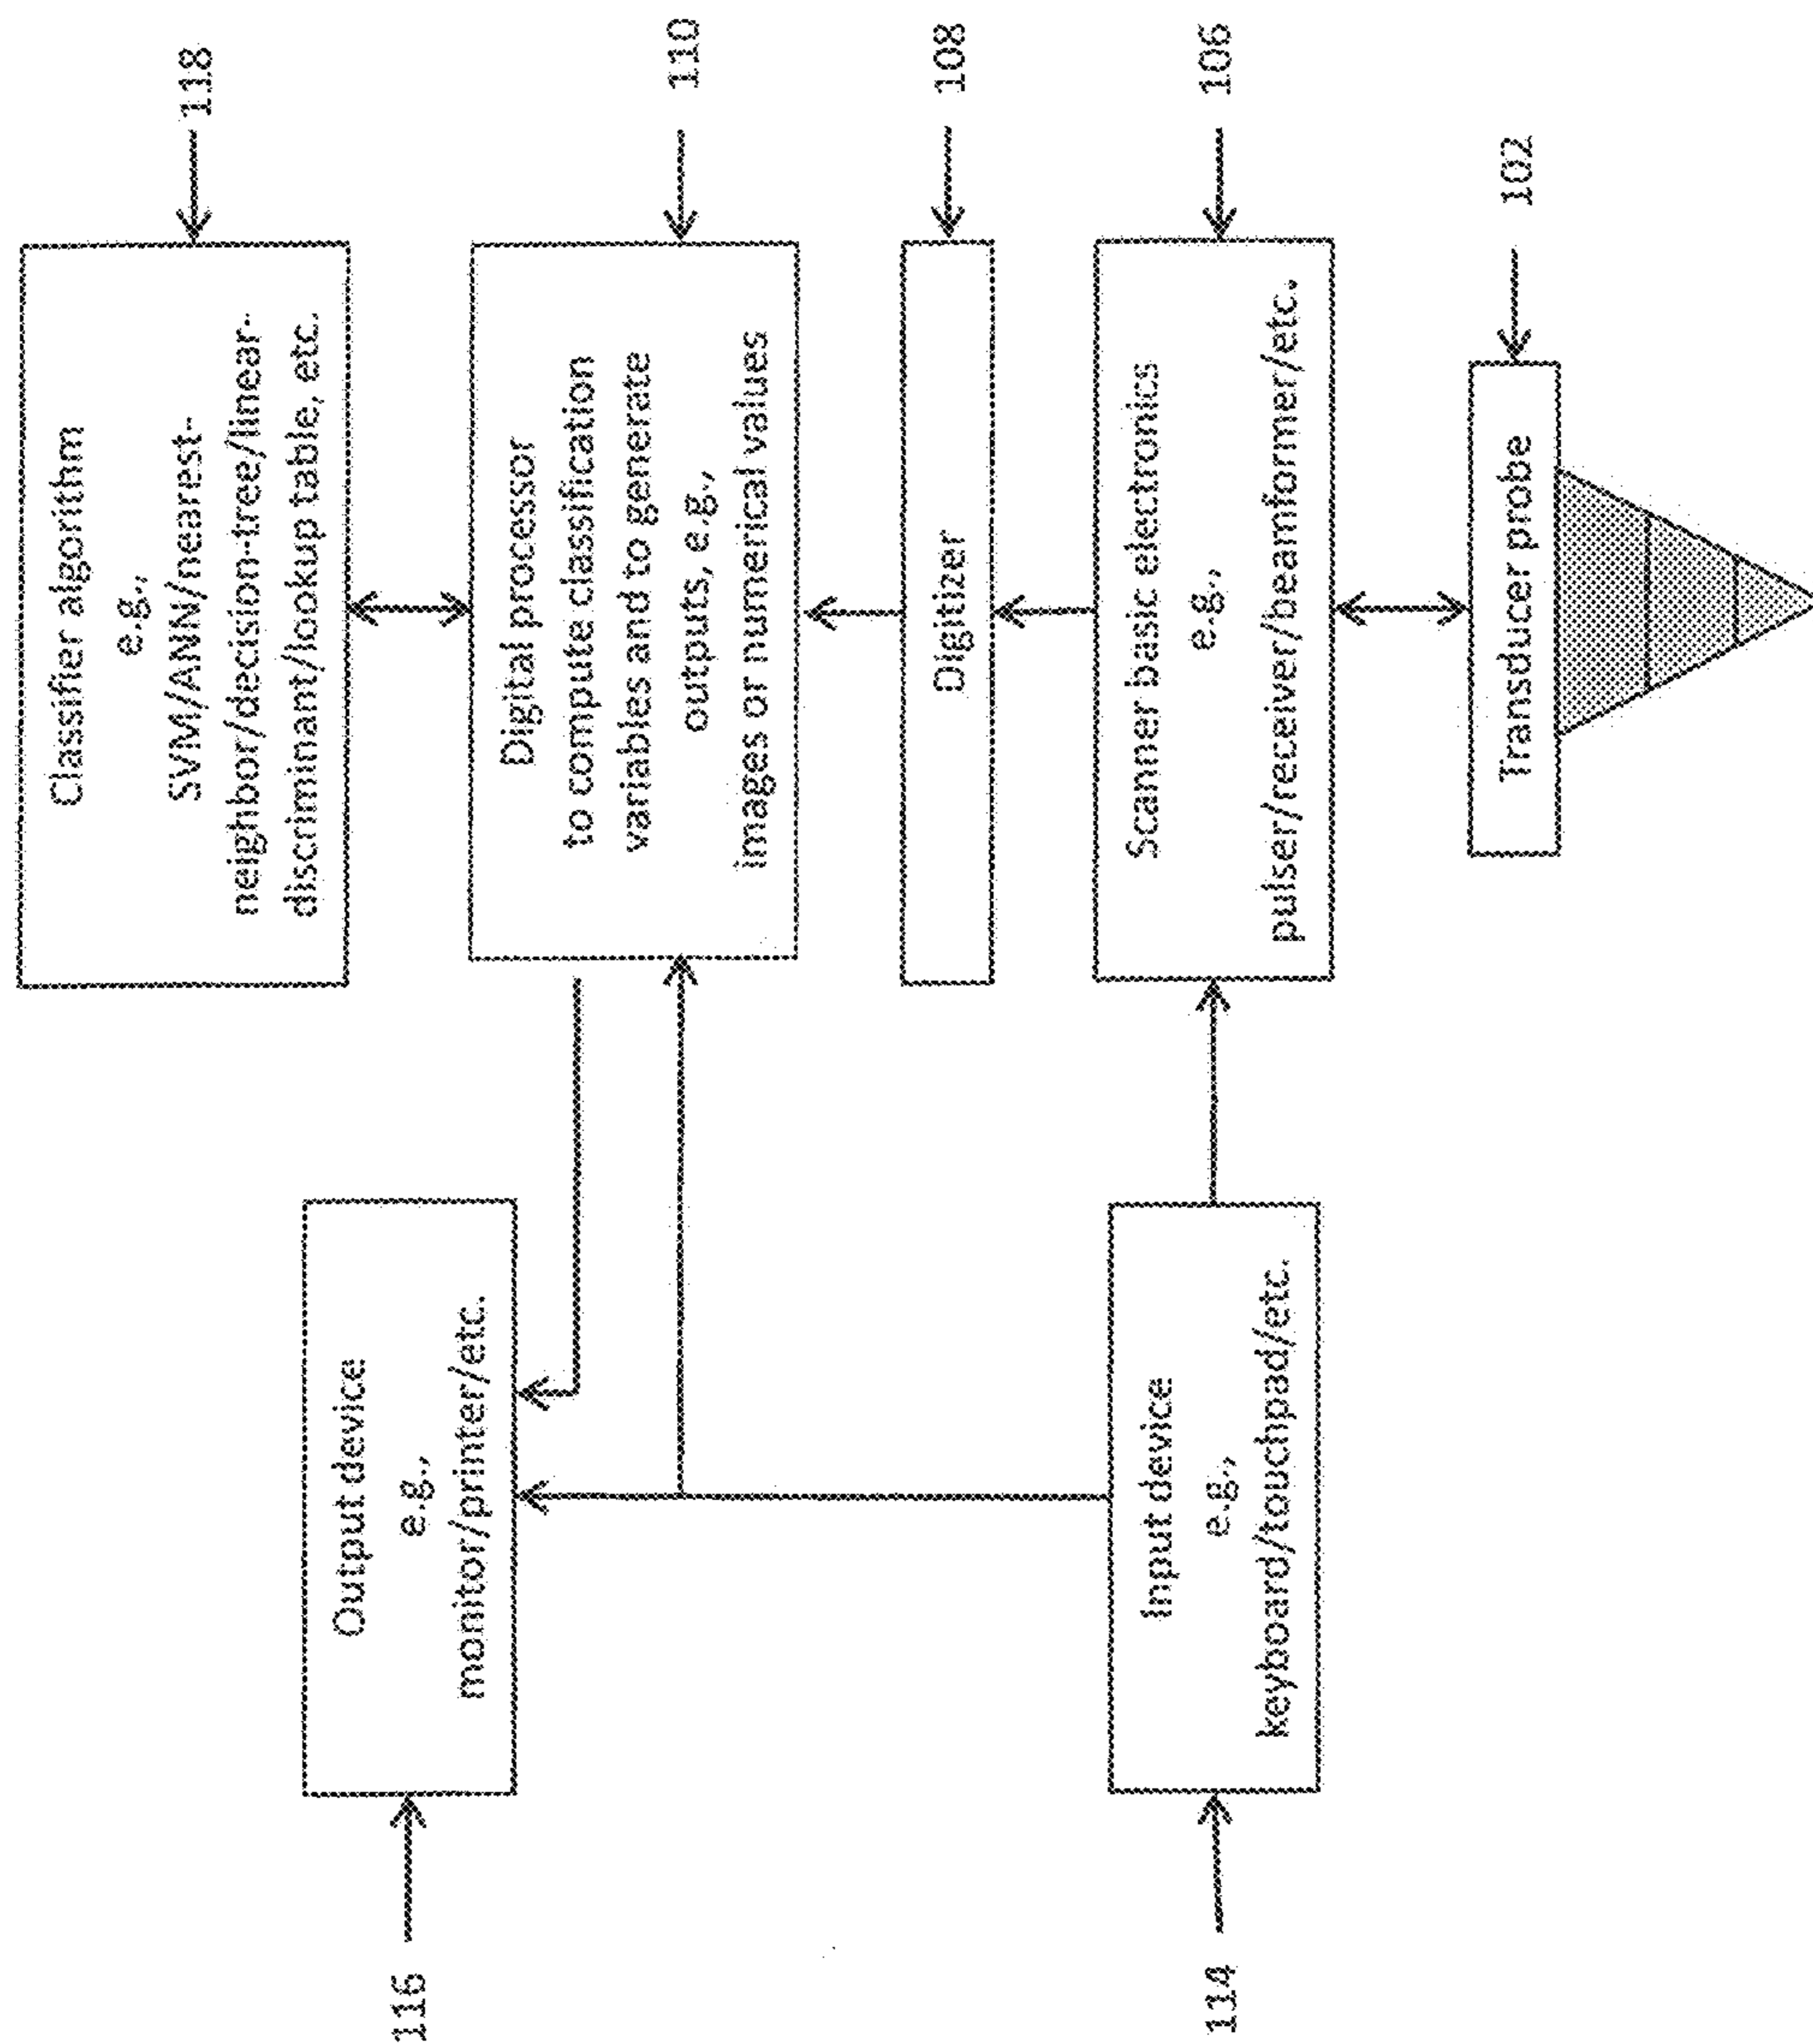 Classifier algorithm
e.g.,
SVM/ANN/nearest-
neighbor/decision-tree/linear-
discriminant/lookup table, etc.
118
Output device
e.g.,
monitor/printer/etc.
116
Digital processor
to compute classification
variables and to generate
outputs, e.g.,
images or numerical values
110
Digitizer
108
Input device
e.g.,
keyboard/touchpad/etc.
114
Scanner basic electronics
e.g.,
pulser/receiver/beamformer/etc.
106
Transducer probe
102